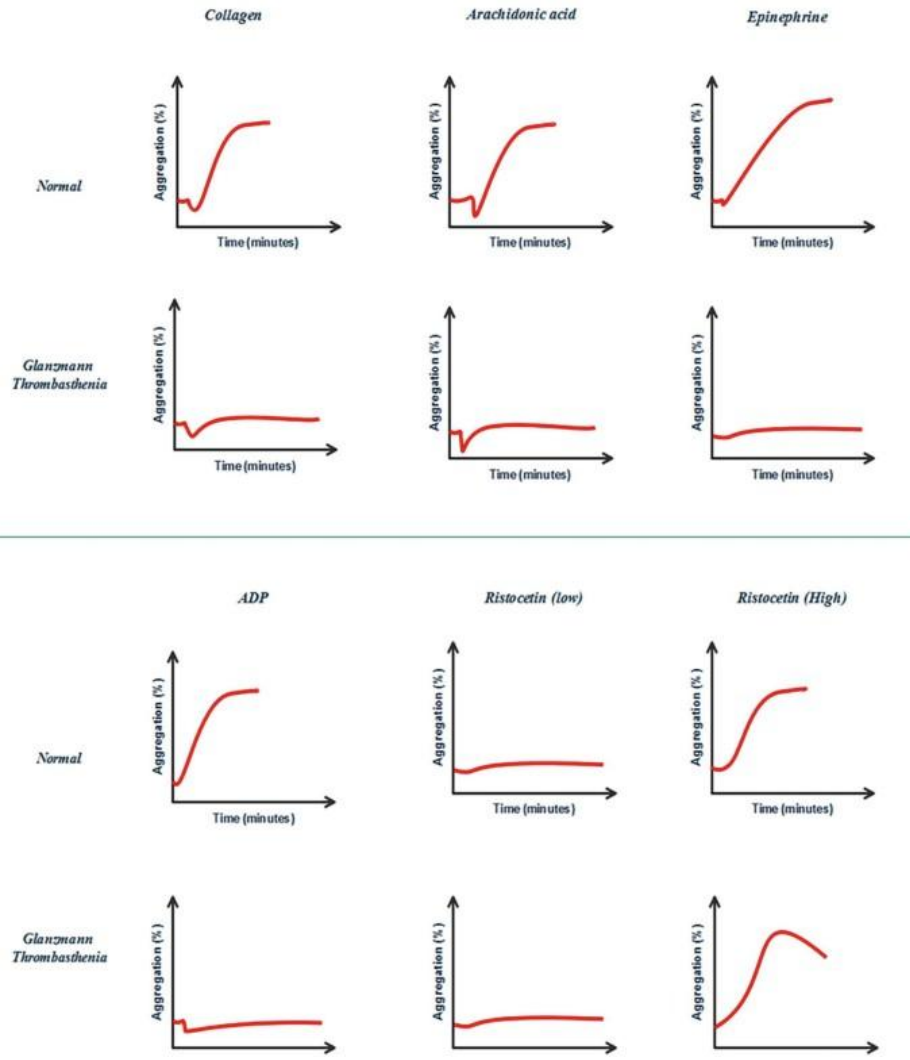 Collagen
Arachidonic acid
Epinephrine
Normal
Aggregation (%)
Time (minutes)
Aggregation (%)
Time (minutes)
Aggregation (%)
Time (minutes)
Glanzmann
Thrombasthenia
Aggregation (%)
Time (minutes)
Aggregation (%)
Time (minutes)
Aggregation (%)
Time (minutes)
ADP
Ristocetin (low)
Ristocetin (High)
Normal
Aggregation (%)
Time (minutes)
Aggregation (%)
Time (minutes)
Aggregation (%)
Time (minutes)
Glanzmann
Thrombasthenia
Aggregation (%)
Aggregation (%)
Aggregation (%)